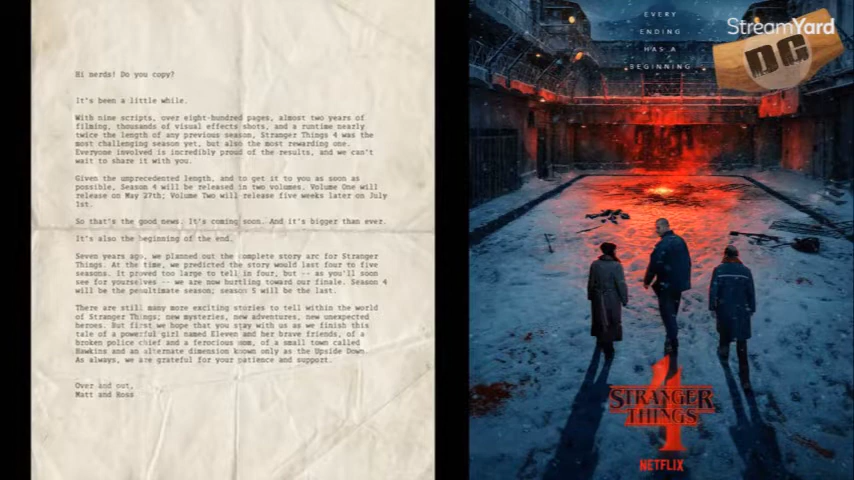 Hi nerds! Do you copy?
It's been a little while.
With nine scripts, over eight-hundred pages, almost two years of
filming, thousands of visual effects shots, and a runtime nearly
twice the length of any previous season, Stranger Things 4 was the
most challenging season yet, but also the most rewarding one.
Everyone involved is incredibly proud of the results, and we can't
wait to share it with you.
Given the unprecedented length, and to get it to you as soon as
possible, Season 4 will be released in two volumes. Volume One will
release on May 27th; Volume Two will release five weeks later on July
1st.
So that's the good news. It's coming soon. And it's bigger than ever.
It's also the beginning of the end.
Seven years ago, we planned out the complete story arc for Stranger
Things. At the time, we predicted the story would last four to five
seasons. It proved too large to tell in four, but -- as you'll soon
see for yourselves -- we are now hurtling toward our finale. Season 4
will be the penultimate season; season 5 will be the last.
There are still many more exciting stories to tell within the world
of Stranger Things; new mysteries, new adventures, new unexpected
heroes. But first we hope that you stay with us as we finish this
tale of a powerful girl named Eleven and her brave friends, of a
broken police chief and a ferocious mom, of a small town called
Hawkins and an alternate dimension known only as the Upside Down.
As always, we are grateful for your patience and support.
Over and out,
Matt and Ross
EVERY
ENDING
HAS A
BEGINNING
StreamYard
DG
4
STRANGER
THINGS
NETFLIX